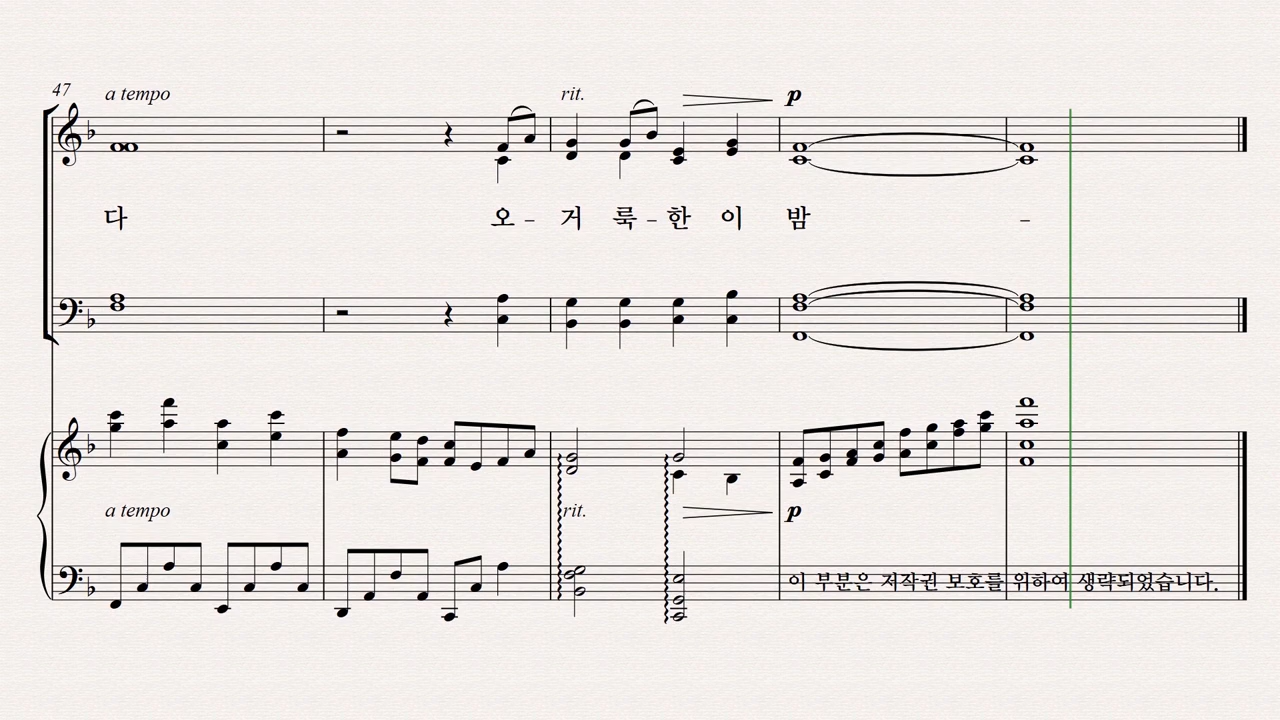 47 a tempo rit. p
다 오 - 거 룩 - 한 이 밤 -
a tempo rit. p
이 부분은 저작권 보호를 위하여 생략되었습니다.